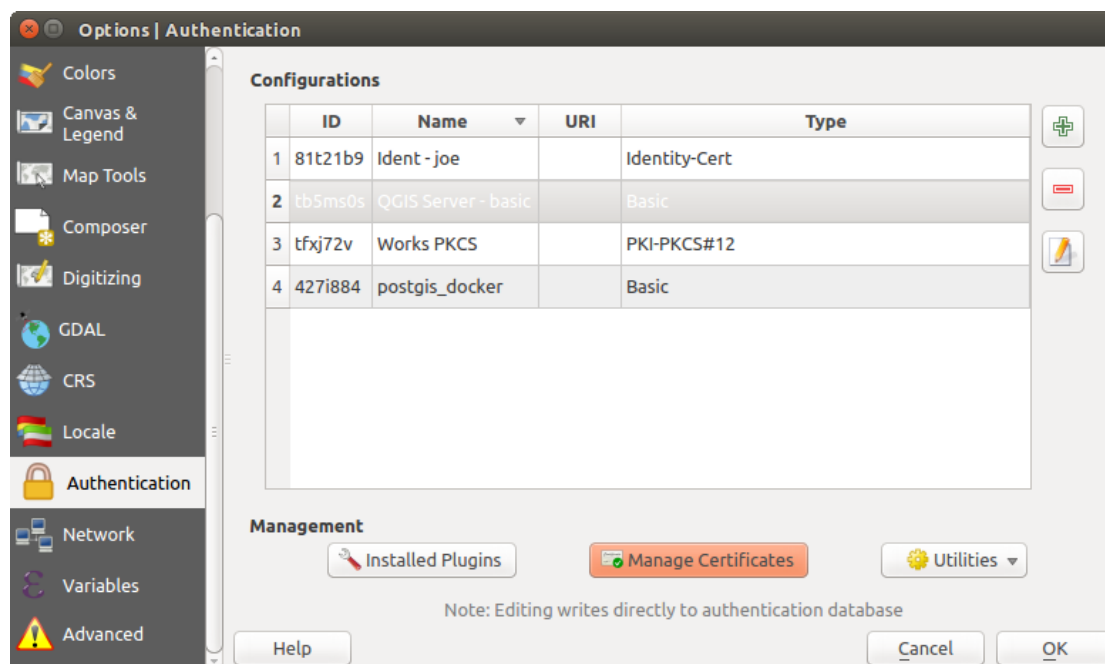 Options | Authentication
Colors
Canvas &
Legend
Map Tools
Composer
Digitizing
GDAL
CRS
Locale
Authentication
Network
Variables
Advanced
Configurations
ID Name URI Type
1 81t21b9 Ident - joe Identity-Cert
2 tb5ms0s QGIS Server - basic Basic
3 tfxj72v Works PKCS PKI-PKCS#12
4 427i884 postgis_docker Basic
Management
Installed Plugins Manage Certificates Utilities
Note: Editing writes directly to authentication database
Help Cancel OK